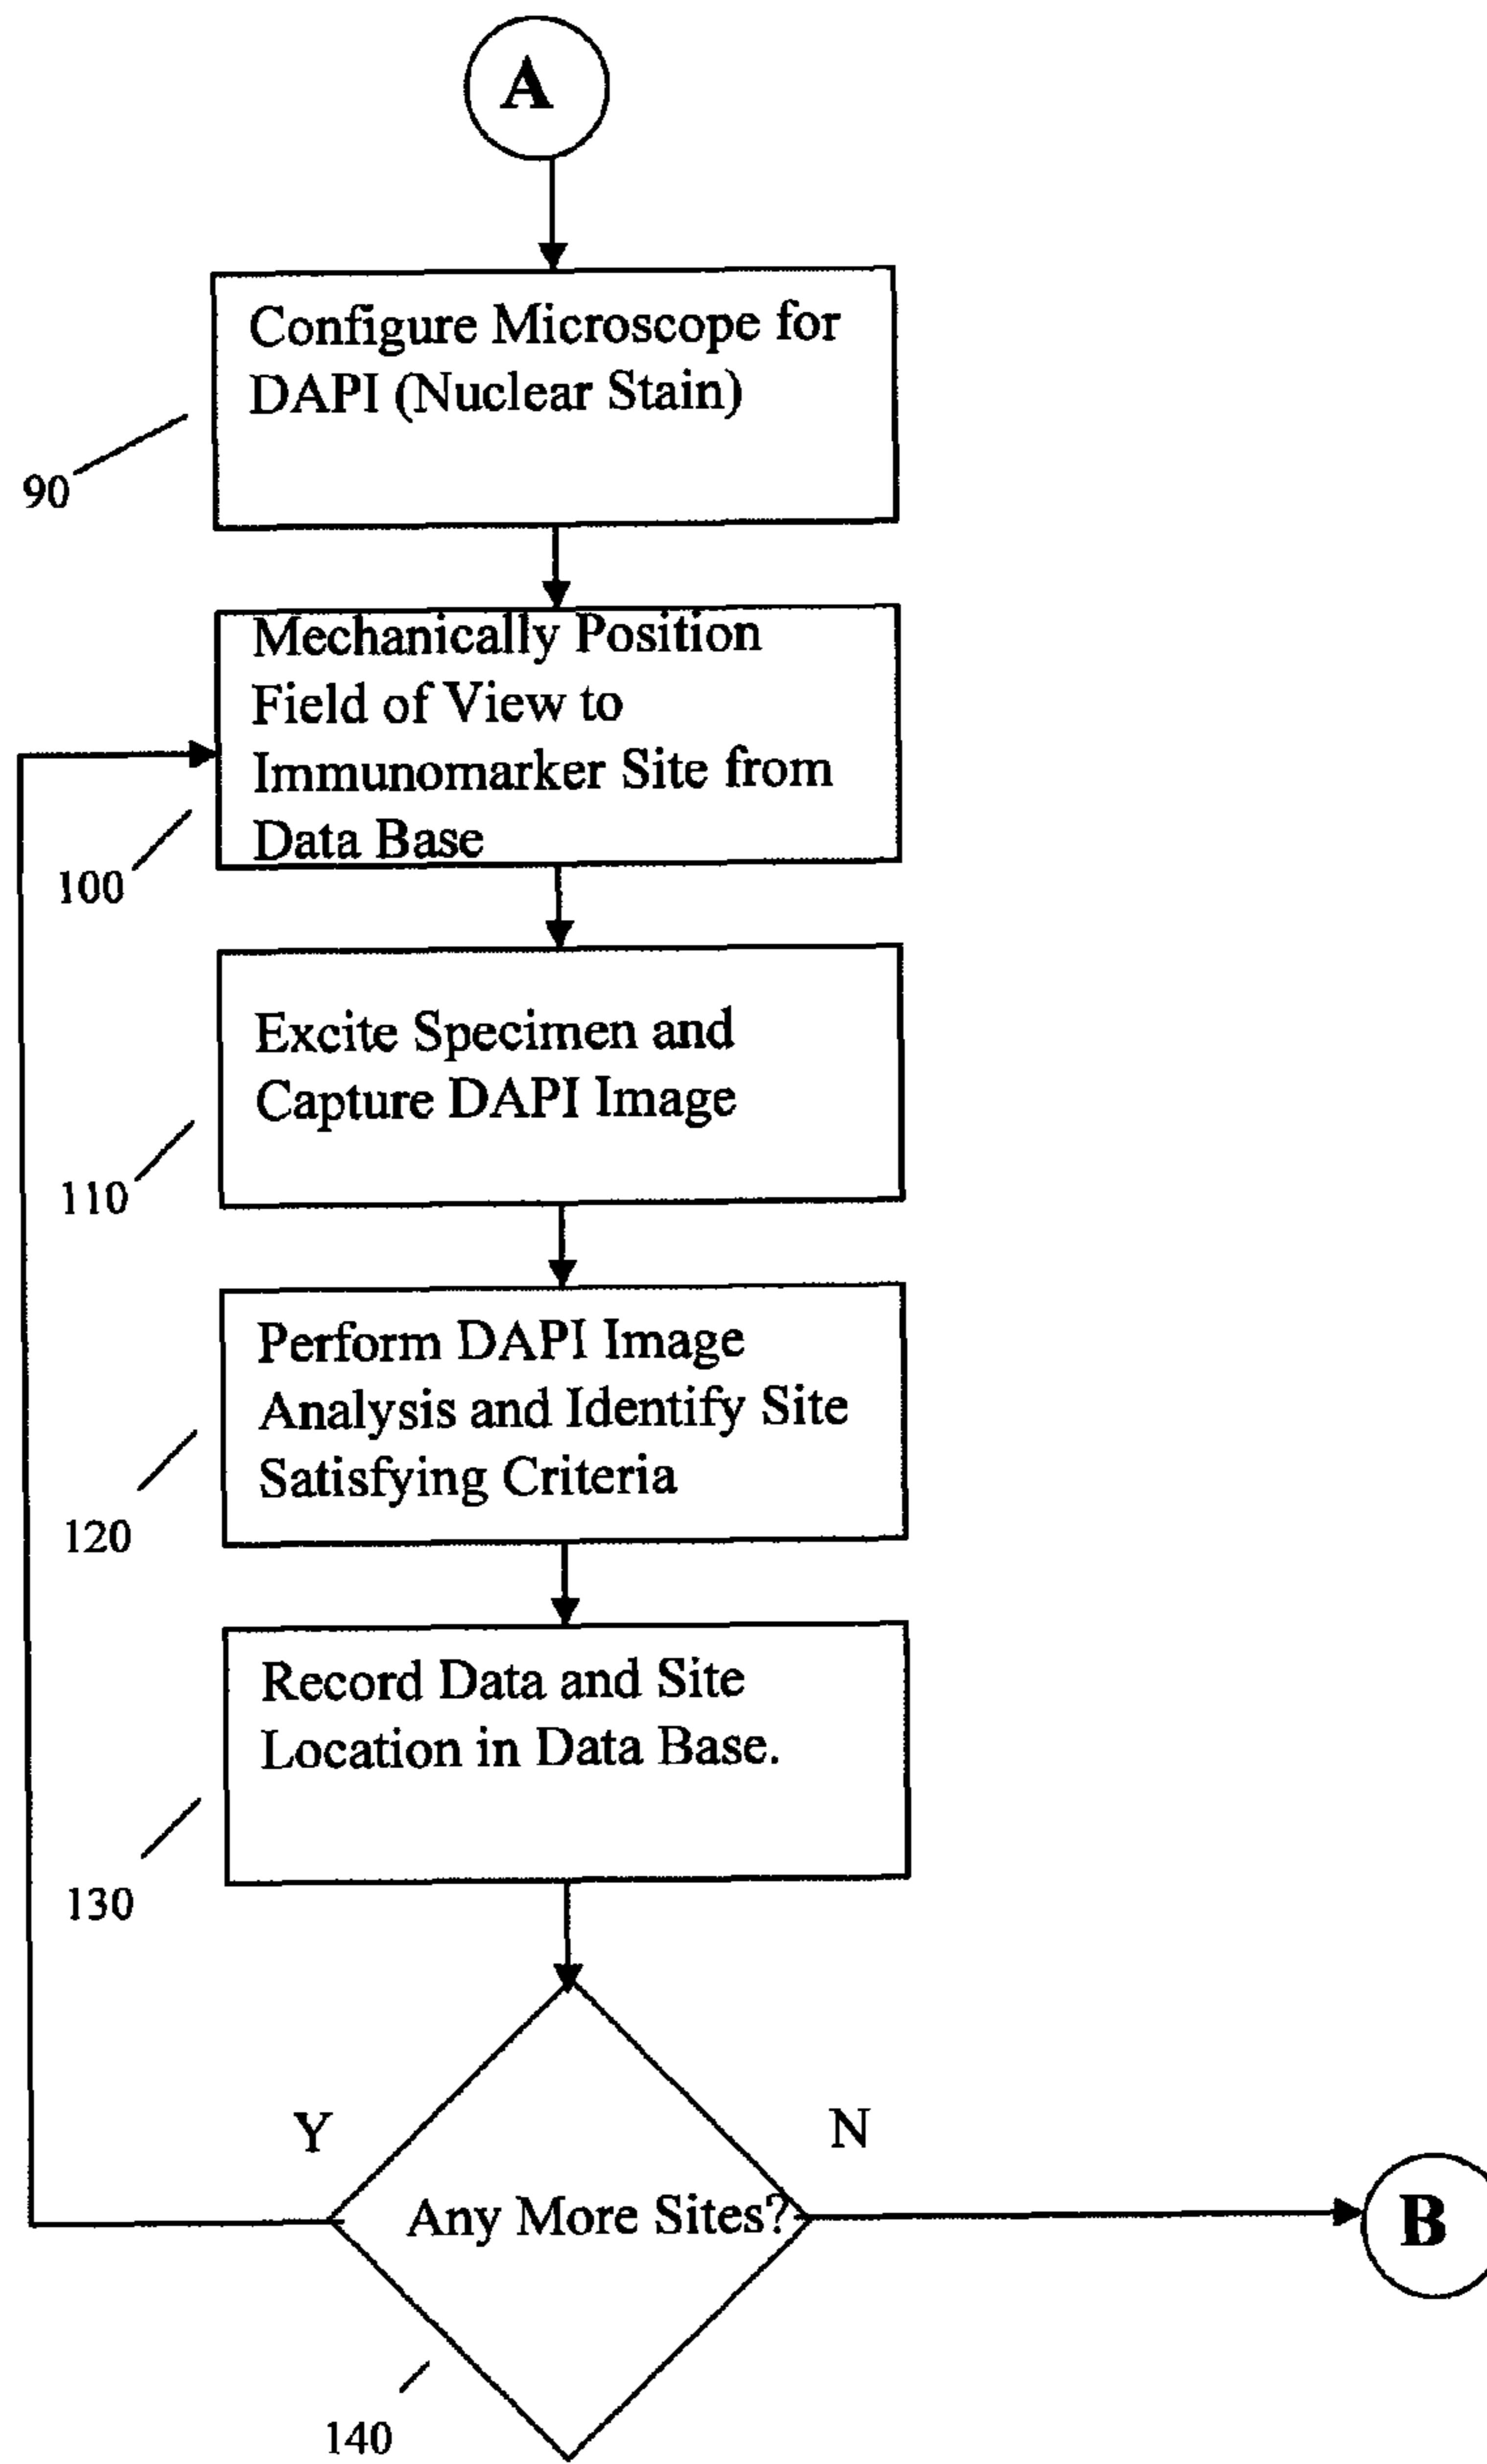 A
Configure Microscope for
DAPI (Nuclear Stain)
90
Mechanically Position
Field of View to
Immunomarker Site from
Data Base
100
Excite Specimen and
Capture DAPI Image
110
Perform DAPI Image
Analysis and Identify Site
Satisfying Criteria
120
Record Data and Site
Location in Data Base.
130
Y
N
Any More Sites?
B
140